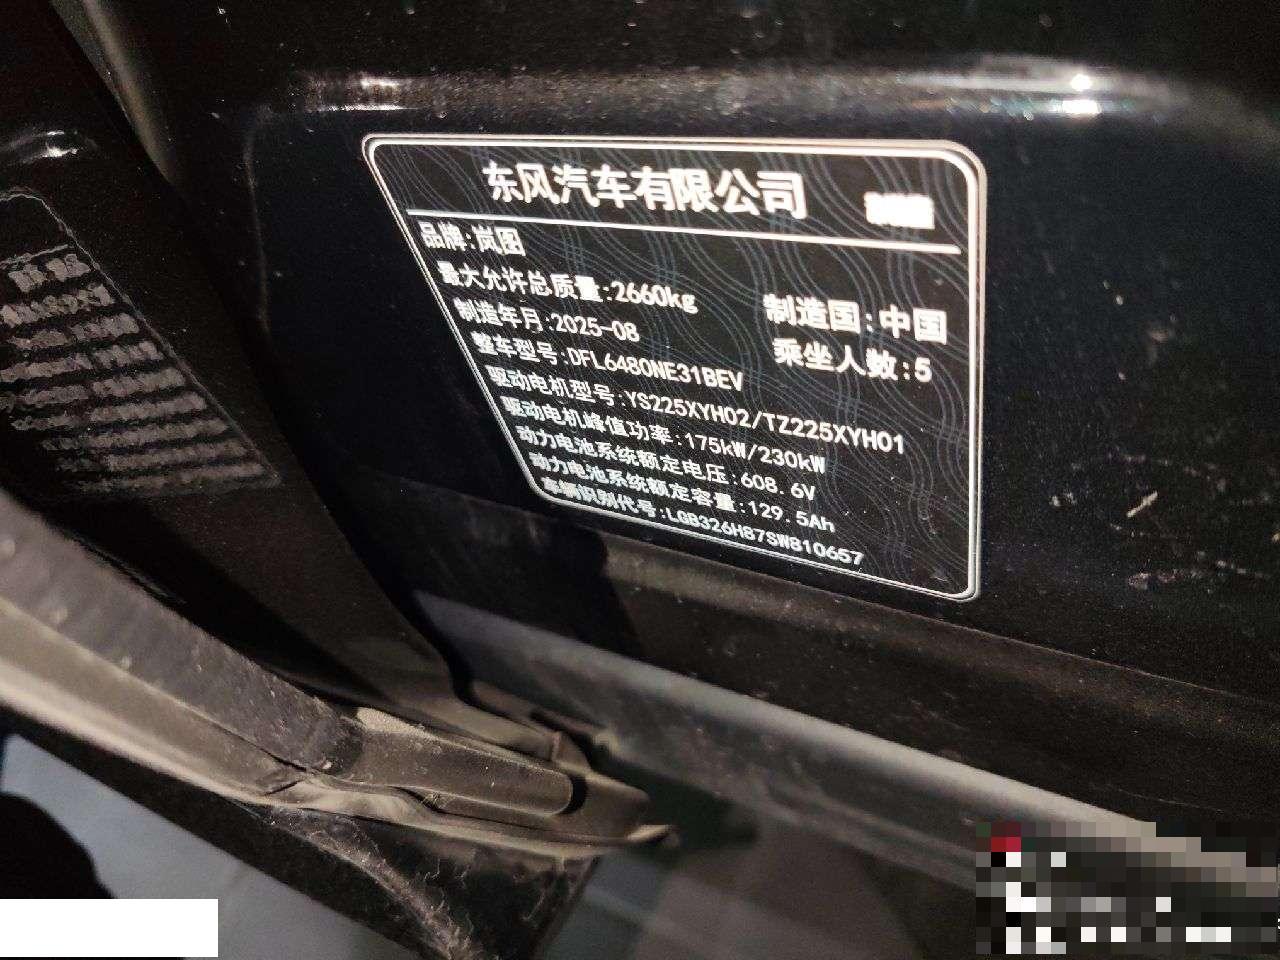 东风汽车有限公司
品牌:岚图
最大允许总质量:2660kg
制造国:中国
制造年月:2025-08
乘坐人数:5
整车型号:DFL6480NE31BEV
驱动电机型号:YS225XYH02/TZ225XYH01
驱动电机峰值功率:175kW/230kW
动力电池系统额定电压:608.6V
动力电池系统额定容量:129.5Ah
车辆识别代号:LGB326H87SW810657